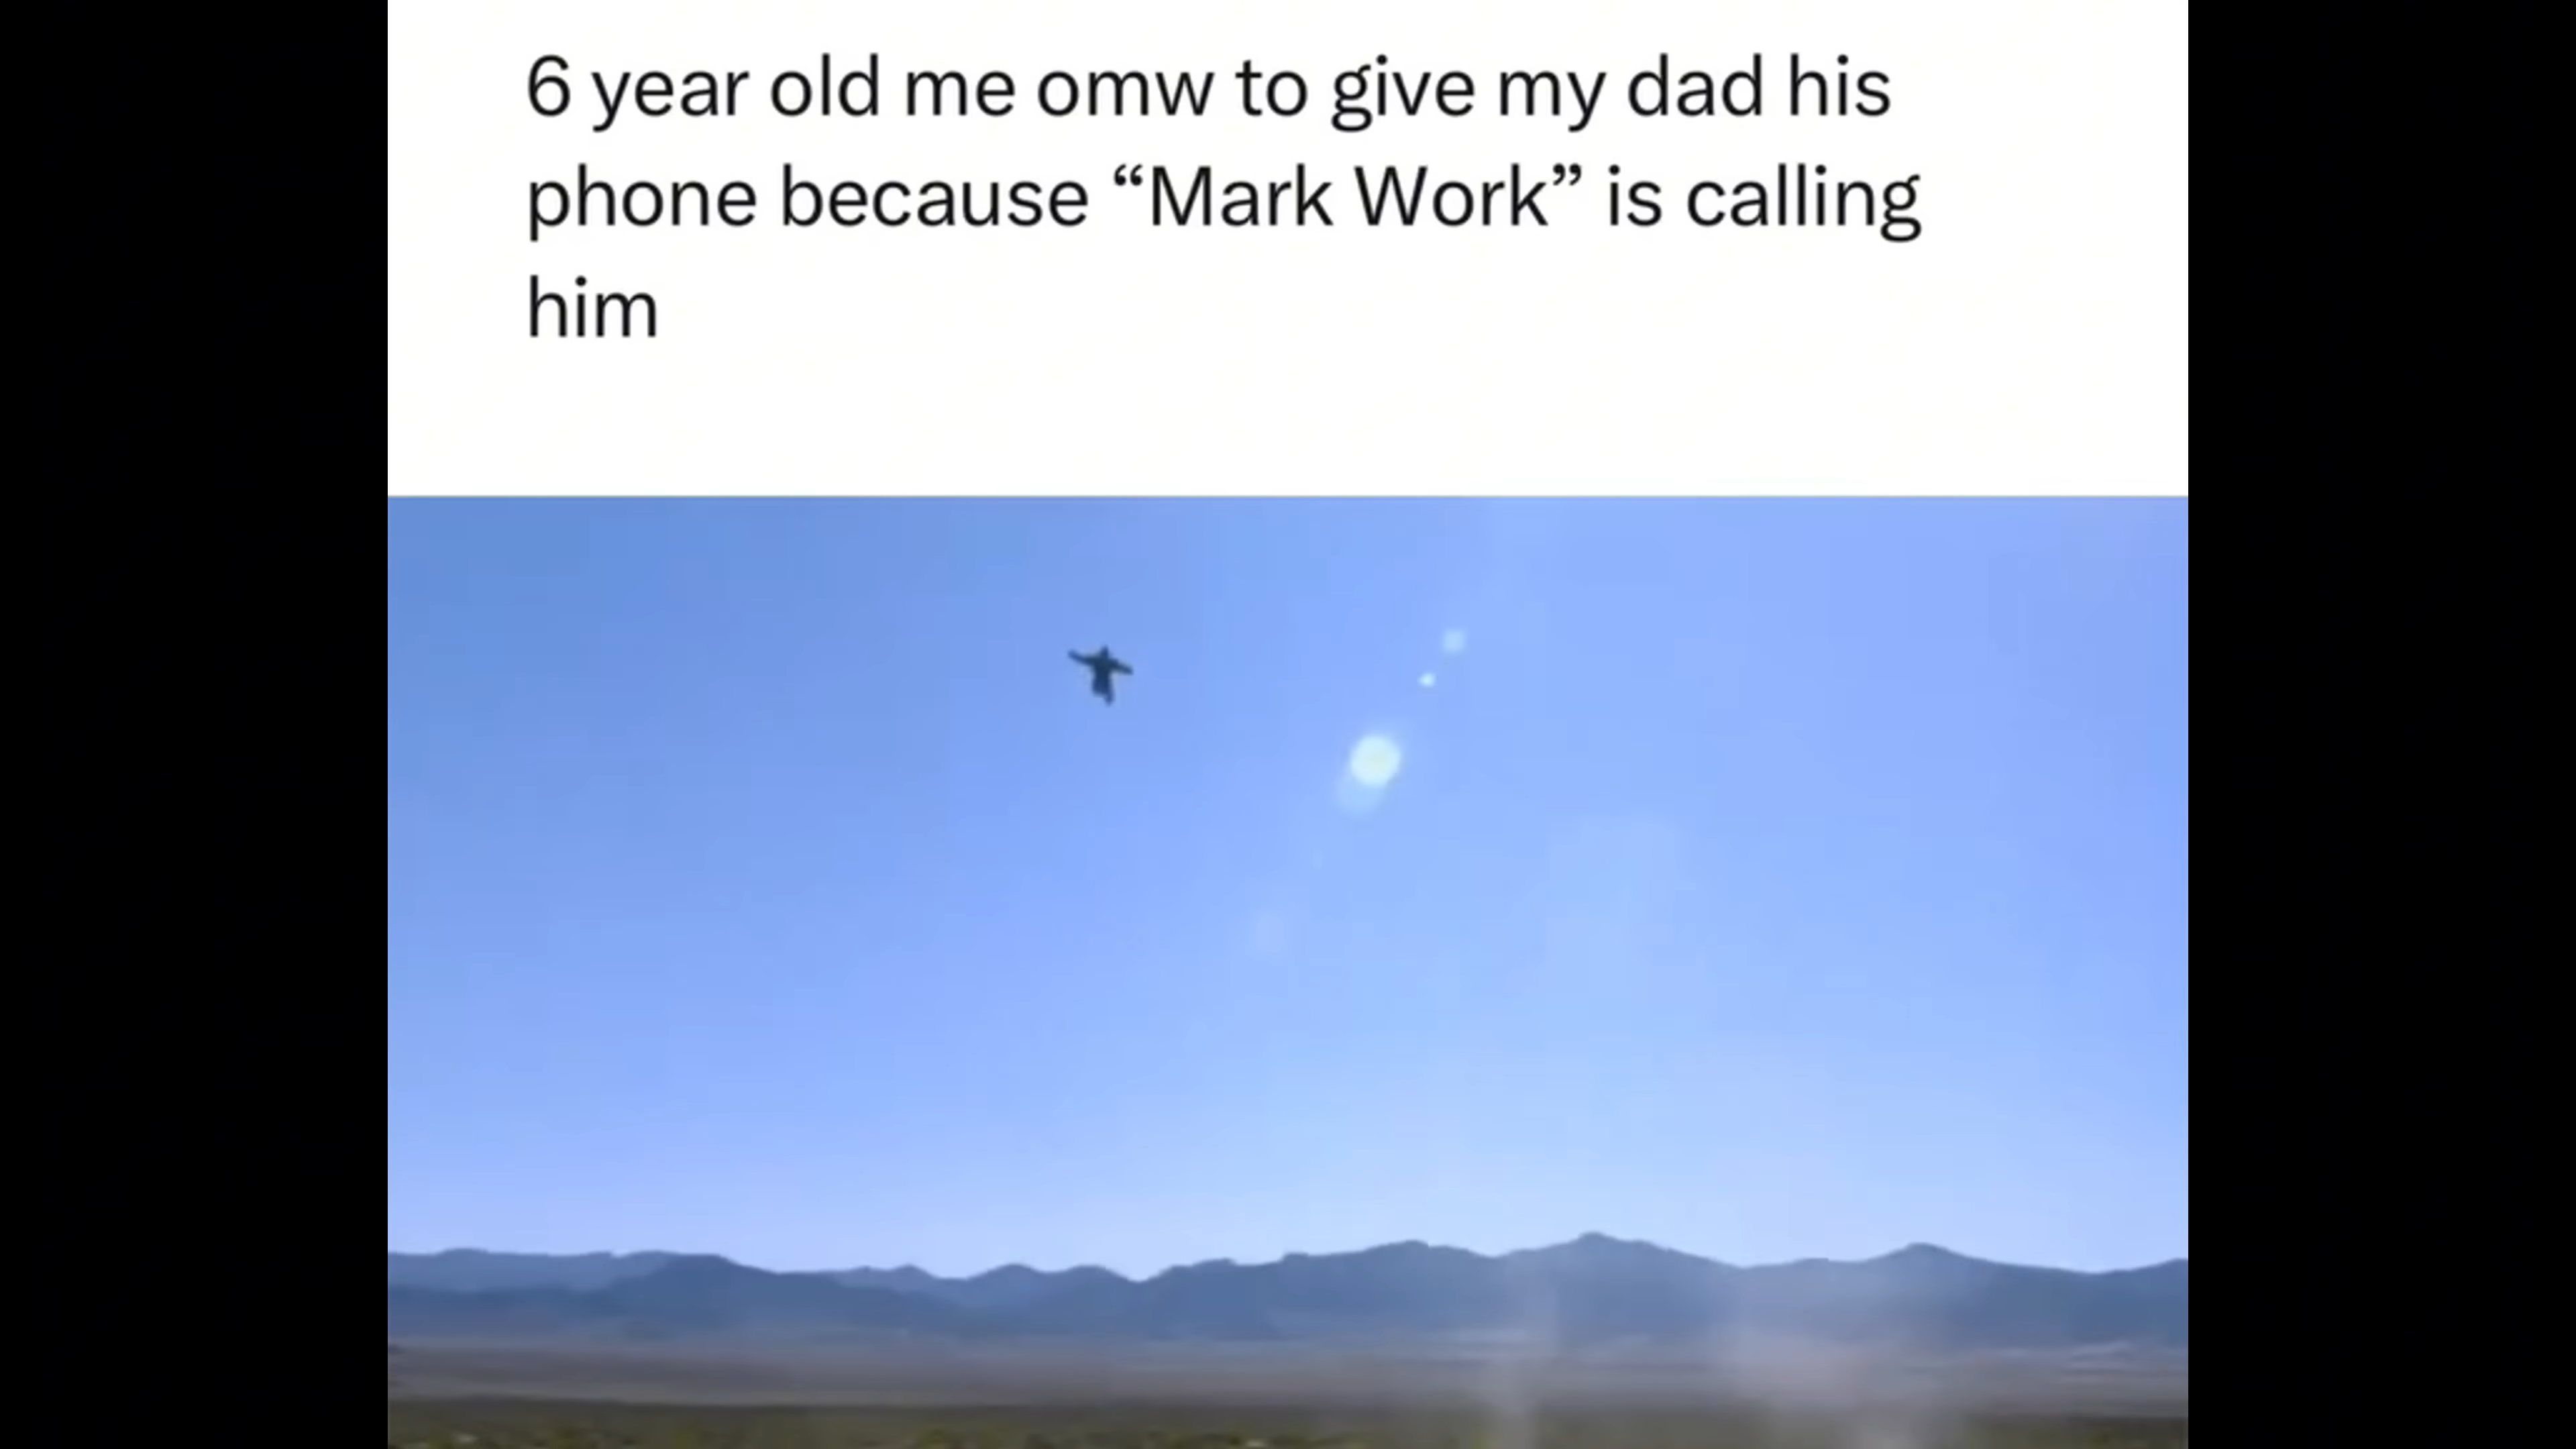 6 year old me omw to give my dad his
phone because “Mark Work” is calling
him